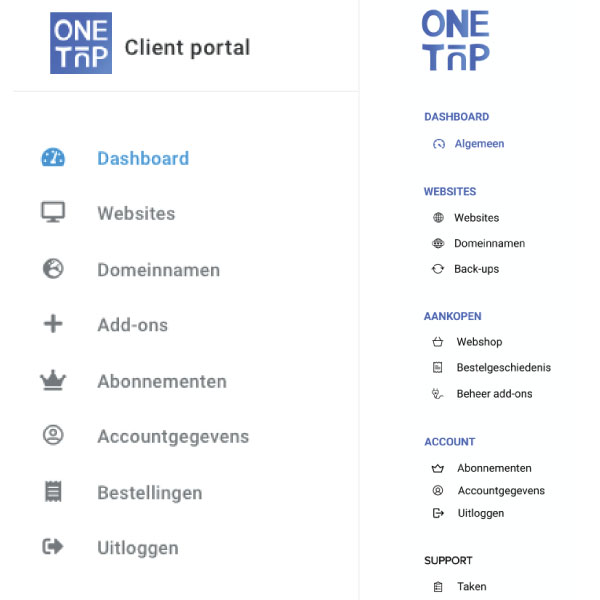 ONE
TAP
Client portal
Dashboard
Websites
Domeinnamen
Add-ons
Abonnementen
Accountgegevens
Bestellingen
Uitloggen
ONE
TAP
DASHBOARD
Algemeen
WEBSITES
Websites
Domeinnamen
Back-ups
AANKOPEN
Webshop
Bestelgeschiedenis
Beheer add-ons
ACCOUNT
Abonnementen
Accountgegevens
Uitloggen
SUPPORT
Taken